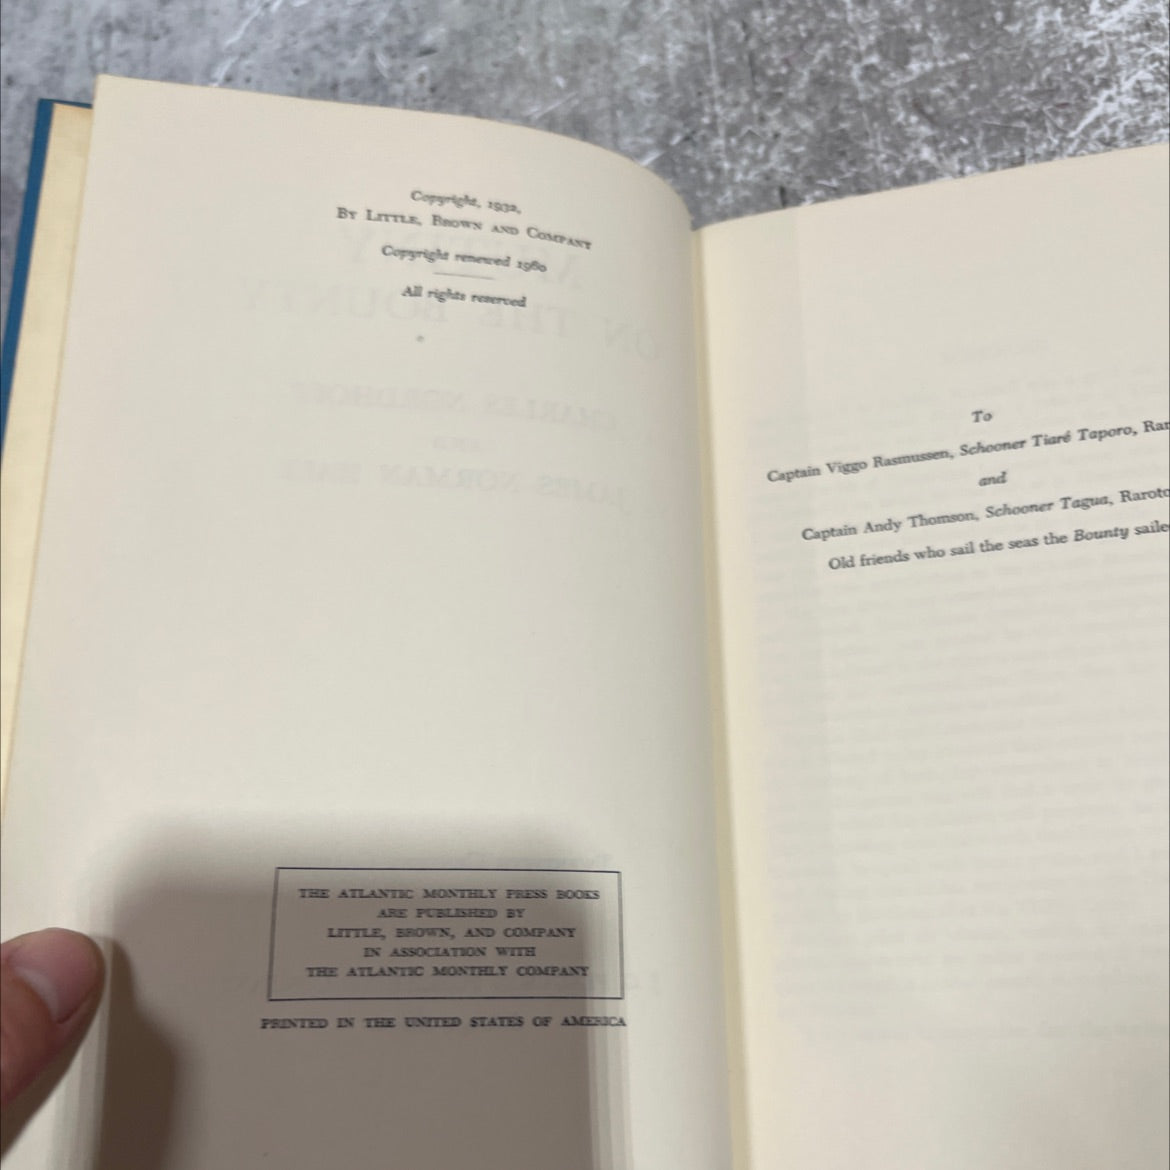 Copyright, 1932,
By Little, Brown and Company
Copyright renewed 1960
All rights reserved
THE ATLANTIC MONTHLY PRESS BOOKS
ARE PUBLISHED BY
LITTLE, BROWN, AND COMPANY
IN ASSOCIATION WITH
THE ATLANTIC MONTHLY COMPANY
PRINTED IN THE UNITED STATES OF AMERICA
To
Captain Viggo Rasmussen, Schooner Tiaré Taporo,
and
Captain Andy Thomson, Schooner Tagua,
Old friends who sail the seas the Bounty